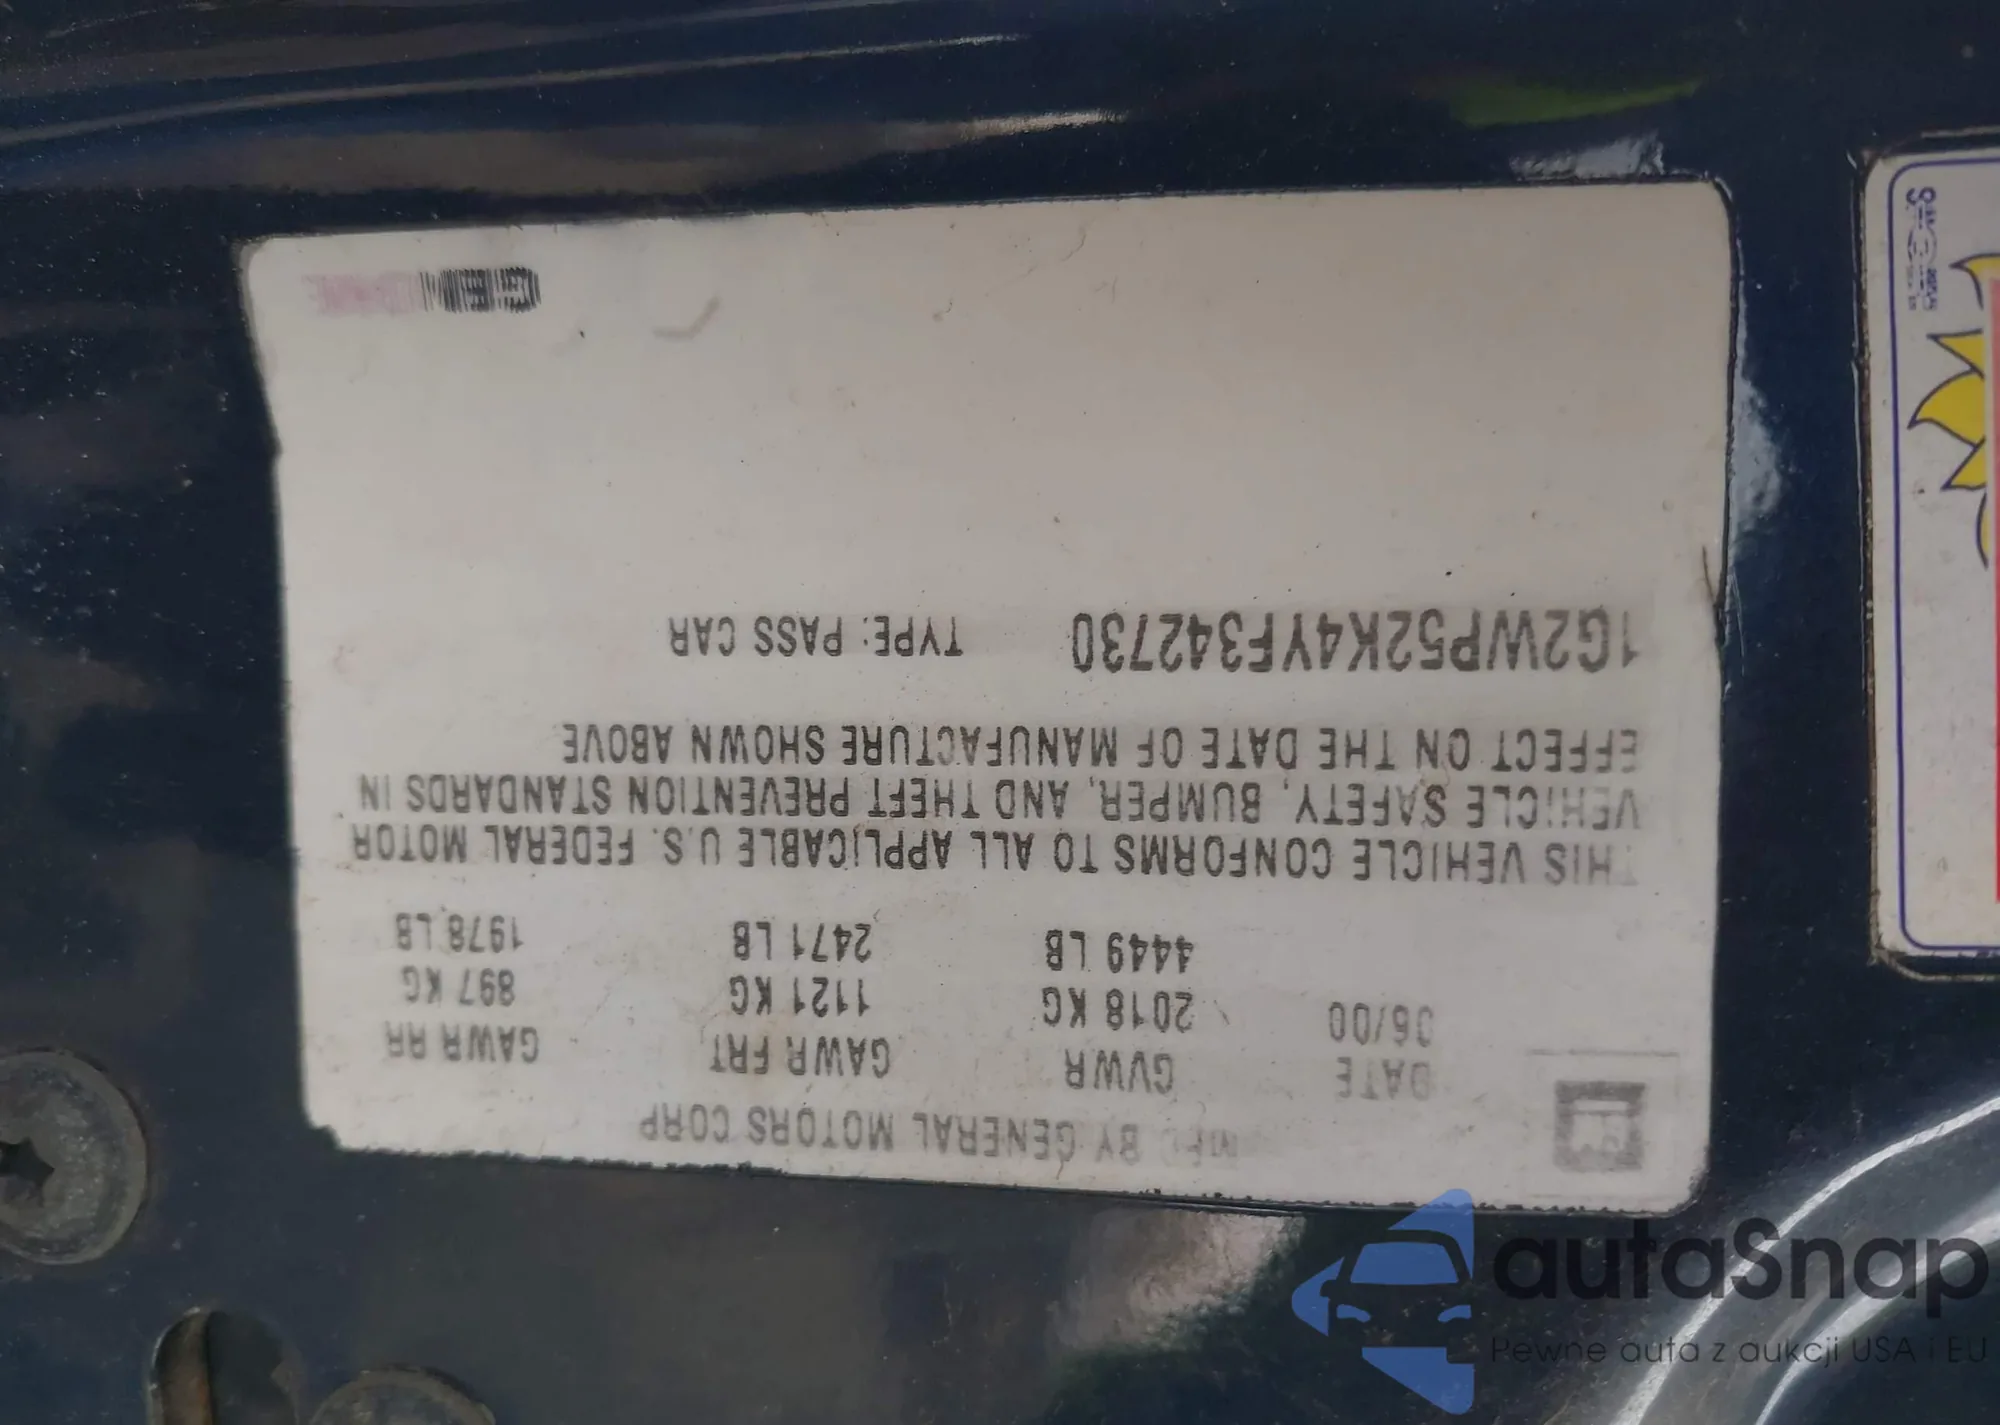 MFD BY GENERAL MOTORS CORP
DATE GVWR GAWR FRT GAWR RR
06/00 2018 KG 1121 KG 897 KG
4449 LB 2471 LB 1978 LB
THIS VEHICLE CONFORMS TO ALL APPLICABLE U.S. FEDERAL MOTOR
VEHICLE SAFETY, BUMPER, AND THEFT PREVENTION STANDARDS IN
EFFECT ON THE DATE OF MANUFACTURE SHOWN ABOVE
1G2WP52K4YF342730 TYPE: PASS CAR
autaSnap
Pewne auta z aukcji USA i EU